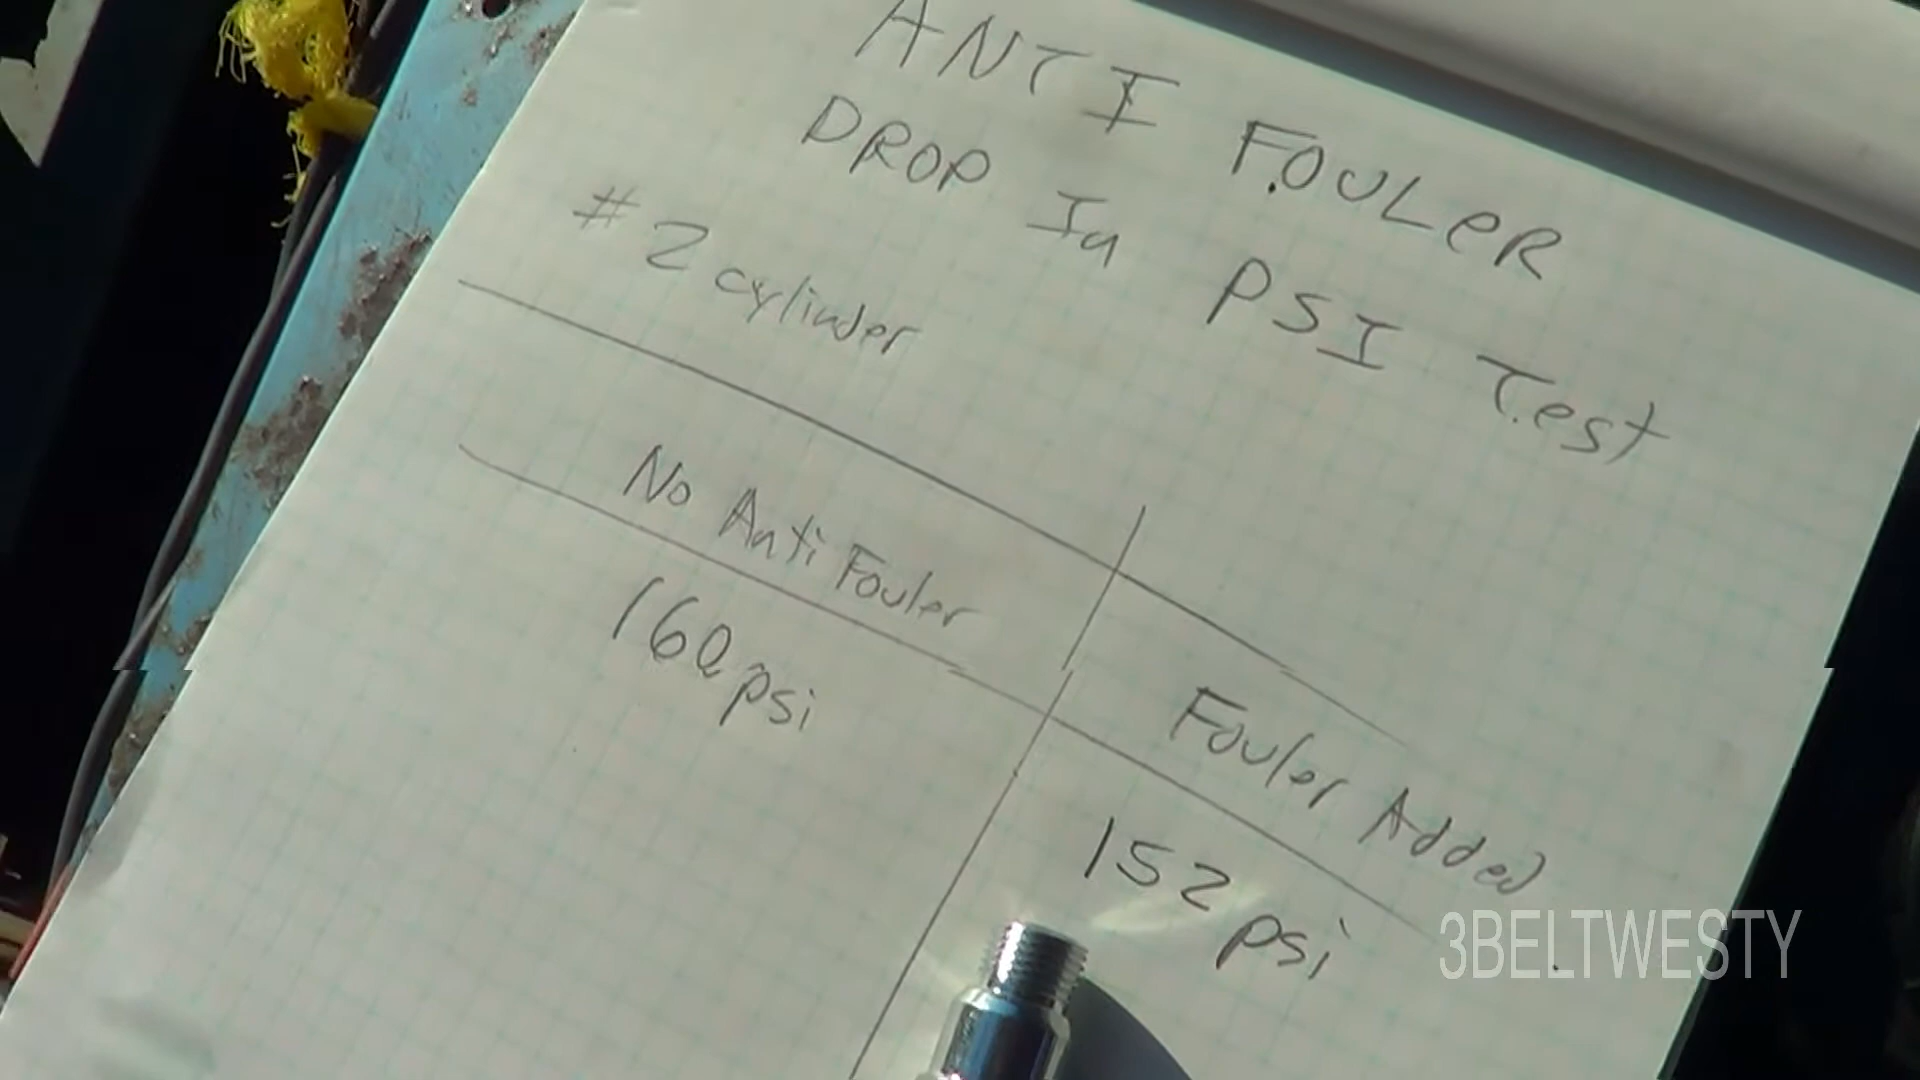 ANTI FOULER
DROP In PSI Test
# 2 cylinder
No Anti Fouler
Fouler Added
160 psi
152 psi
3BELTWESTY